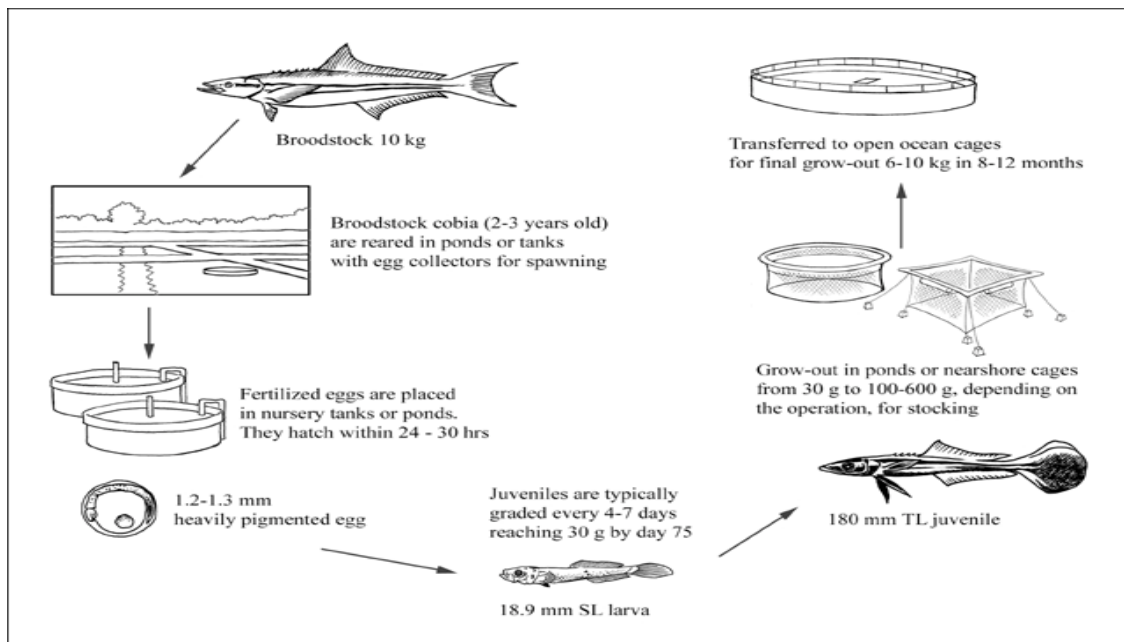 Broodstock 10 kg
Broodstock cobia (2-3 years old)
are reared in ponds or tanks
with egg collectors for spawning
Fertilized eggs are placed
in nursery tanks or ponds.
They hatch within 24 - 30 hrs
1.2-1.3 mm
heavily pigmented egg
Juveniles are typically
graded every 4-7 days
reaching 30 g by day 75
18.9 mm SL larva
180 mm TL juvenile
Grow-out in ponds or nearshore cages
from 30 g to 100-600 g, depending on
the operation, for stocking
Transferred to open ocean cages
for final grow-out 6-10 kg in 8-12 months